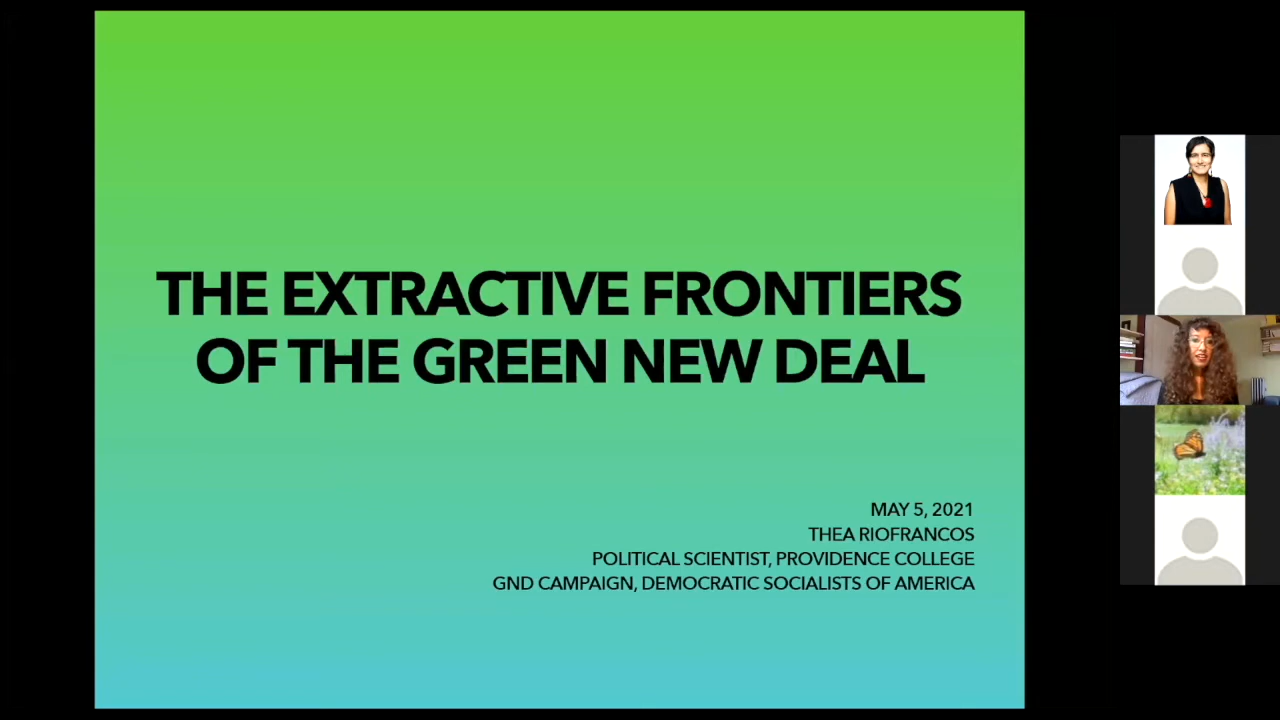 THE EXTRACTIVE FRONTIERS
OF THE GREEN NEW DEAL
MAY 5, 2021
THEA RIOFRANCOS
POLITICAL SCIENTIST, PROVIDENCE COLLEGE
GND CAMPAIGN, DEMOCRATIC SOCIALISTS OF AMERICA